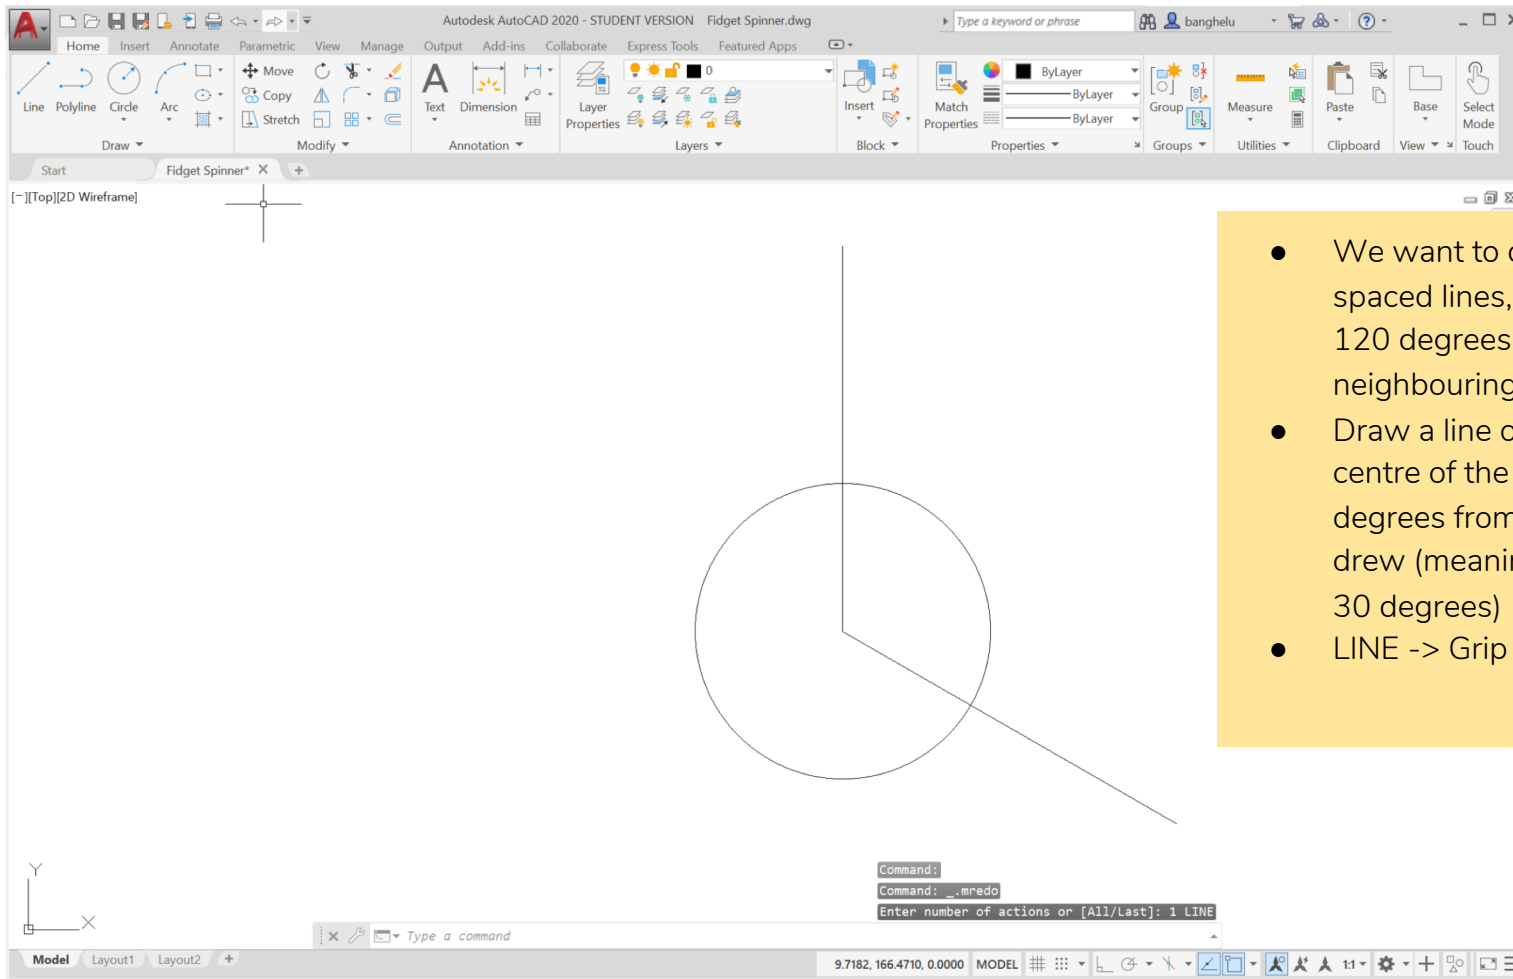 Autodesk AutoCAD 2020 - STUDENT VERSION Fidget Spinner.dwg
Type a keyword or phrase
banghelu
Home Insert Annotate Parametric View Manage Output Add-ins Collaborate Express Tools Featured Apps
Line Polyline Circle Arc
Move
Copy
Stretch
Text Dimension
Layer Properties
0
Insert
Match Properties
ByLayer
ByLayer
ByLayer
Group
Measure
Paste
Base
Select Mode
Draw Modify Annotation Layers Block Properties Groups Utilities Clipboard View Touch
Start Fidget Spinner* X +
[−][Top][2D Wireframe]
● We want to
spaced lines,
120 degrees
neighbouring
● Draw a line
centre of the
degrees from
drew (meani
30 degrees)
● LINE -> Grip
Y
X
Command:
Command: _.mredo
Enter number of actions or [All/Last]: 1 LINE
Type a command
Model Layout1 Layout2 +
9.7182, 166.4710, 0.0000 MODEL 1:1